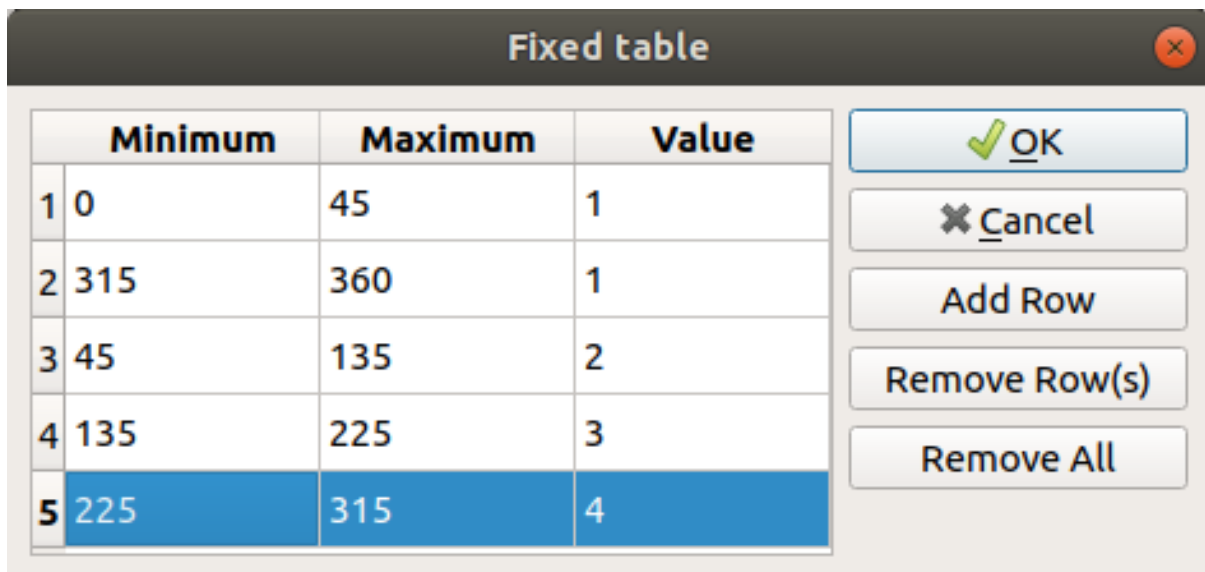 Fixed table
Minimum Maximum Value
1 0 45 1
2 315 360 1
3 45 135 2
4 135 225 3
5 225 315 4
OK
Cancel
Add Row
Remove Row(s)
Remove All